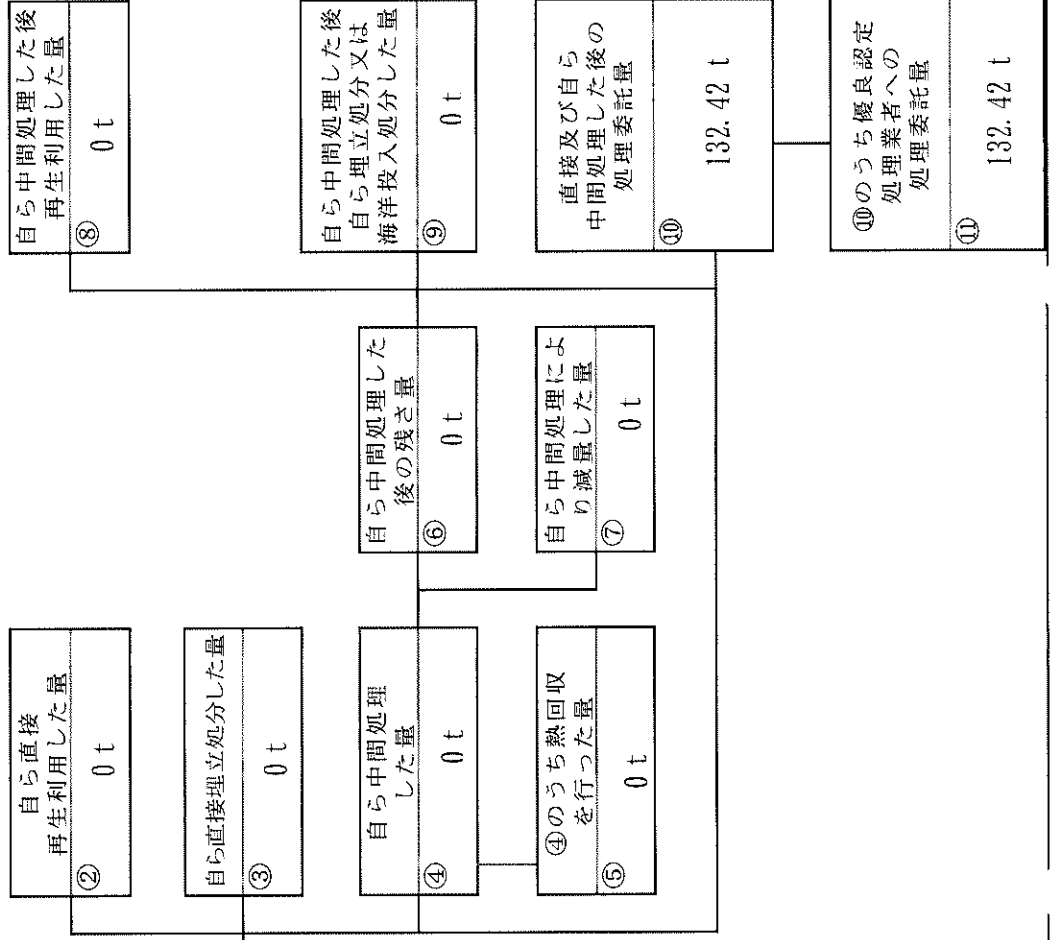 自ら直接
再生利用した量
②
0 t
自ら直接埋立処分した量
③
0 t
自ら中間処理
した量
④
0 t
④のうち熱回収
を行った量
⑤
0 t
自ら中間処理した
後の残さ量
⑥
0 t
自ら中間処理によ
り減量した量
⑦
0 t
自ら中間処理した後
再生利用した量
⑧
0 t
自ら中間処理した後
自ら埋立処分又は
海洋投入処分した量
⑨
0 t
直接及び自ら
中間処理した後の
処理委託量
⑩
132.42 t
⑩のうち優良認定
処理業者への
処理委託量
⑪
132.42 t